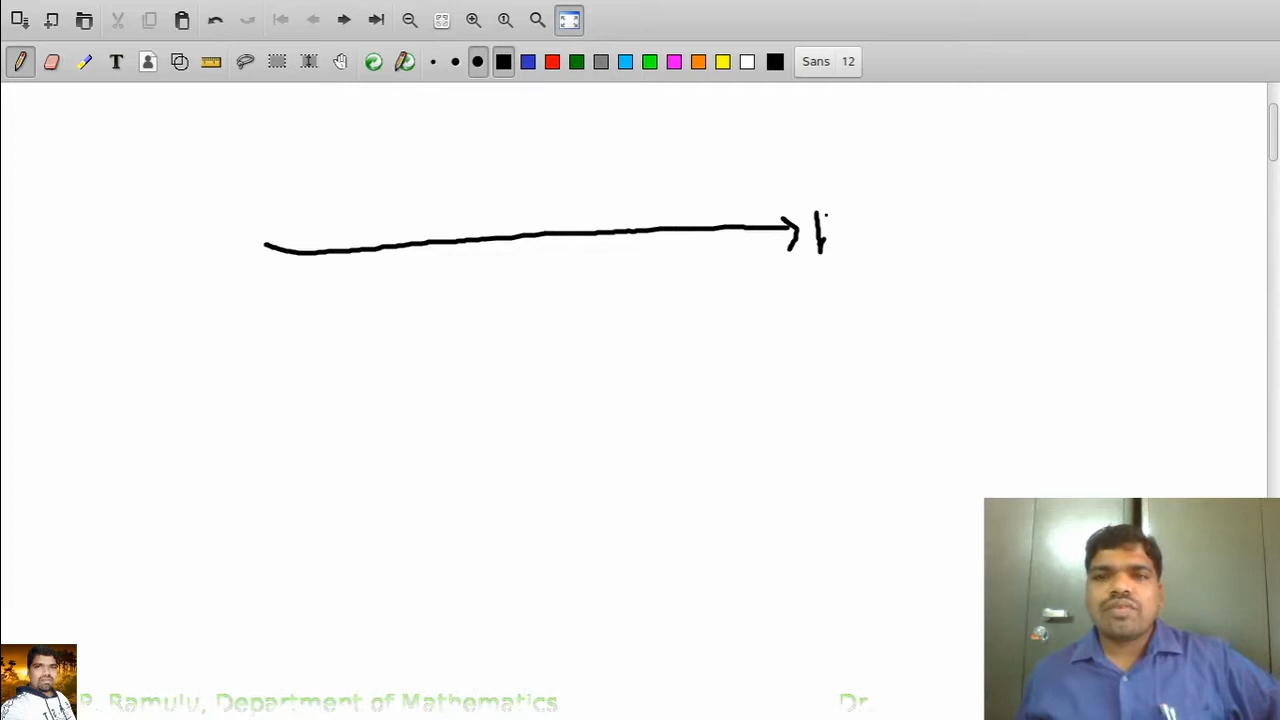 Sans 12
P. Ramulu, Department of Mathematics Dr.